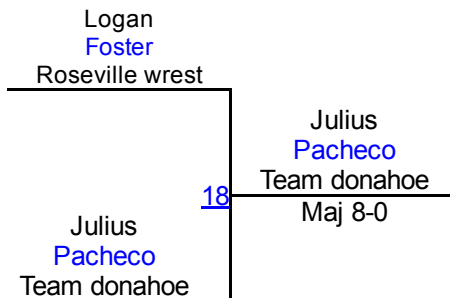 Logan
Foster
Roseville wrest
Julius
Pacheco
Team donahoe
18
Maj 8-0
Julius
Pacheco
Team donahoe